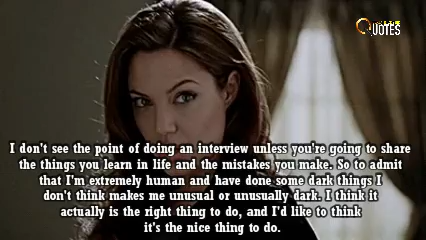 QUOTES
I don't see the point of doing an interview unless you're going to share
the things you learn in life and the mistakes you make. So to admit
that I'm extremely human and have done some dark things I
don't think makes me unusual or unusually dark. I think it
actually is the right thing to do, and I'd like to think
it's the nice thing to do.